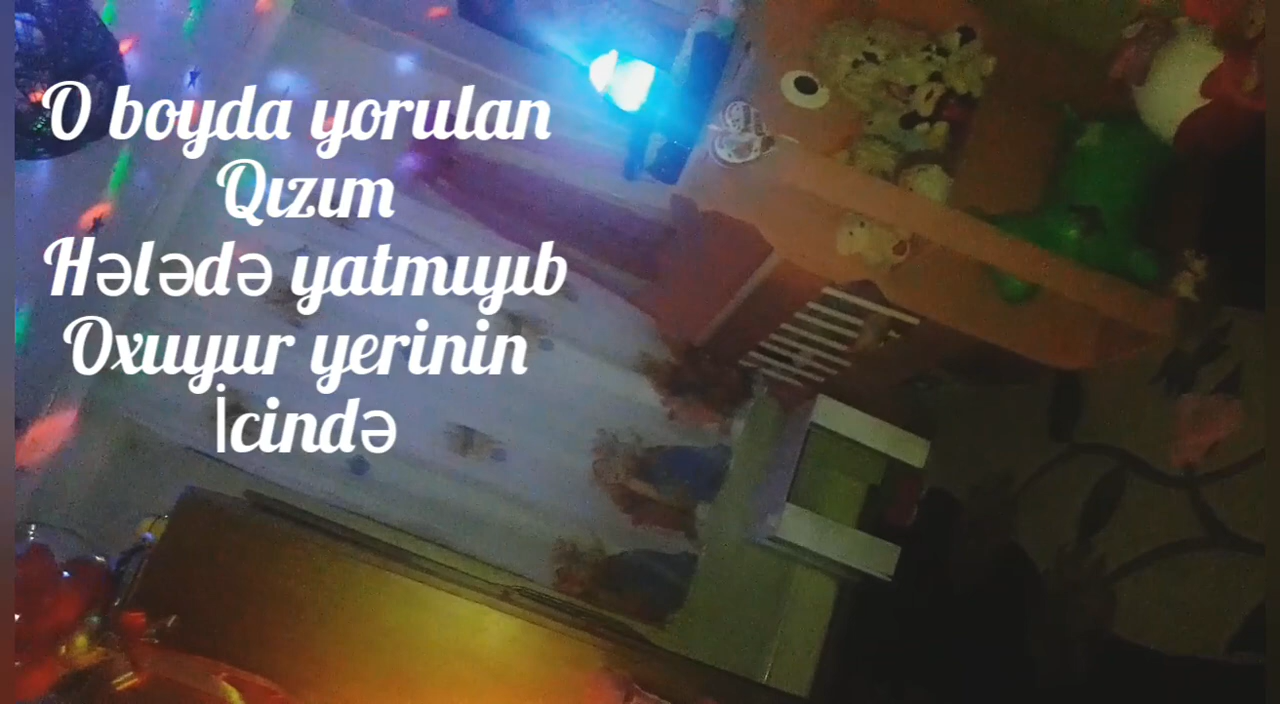 O boyda yorulan
Qızım
Hələdə yatmıyıb
Oxuyur yerinin
İcində